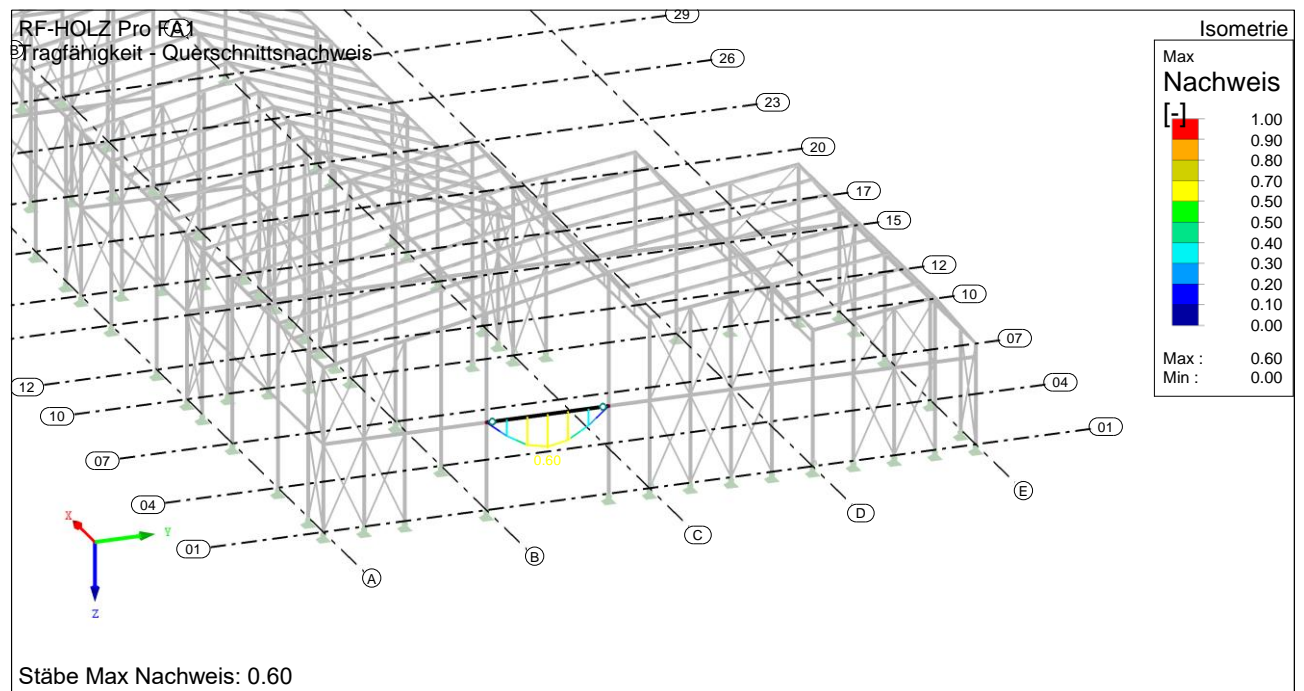 RF-HOLZ Pro FA1
Tragfähigkeit - Querschnittsnachweis
Isometrie
Max
Nachweis
[-]
1.00
0.90
0.80
0.70
0.50
0.50
0.40
0.30
0.20
0.10
0.00
Max : 0.60
Min : 0.00
29
26
23
20
17
15
12
10
07
04
01
12
10
07
04
01
A
B
C
D
E
0.60
X
Y
Z
Stäbe Max Nachweis: 0.60